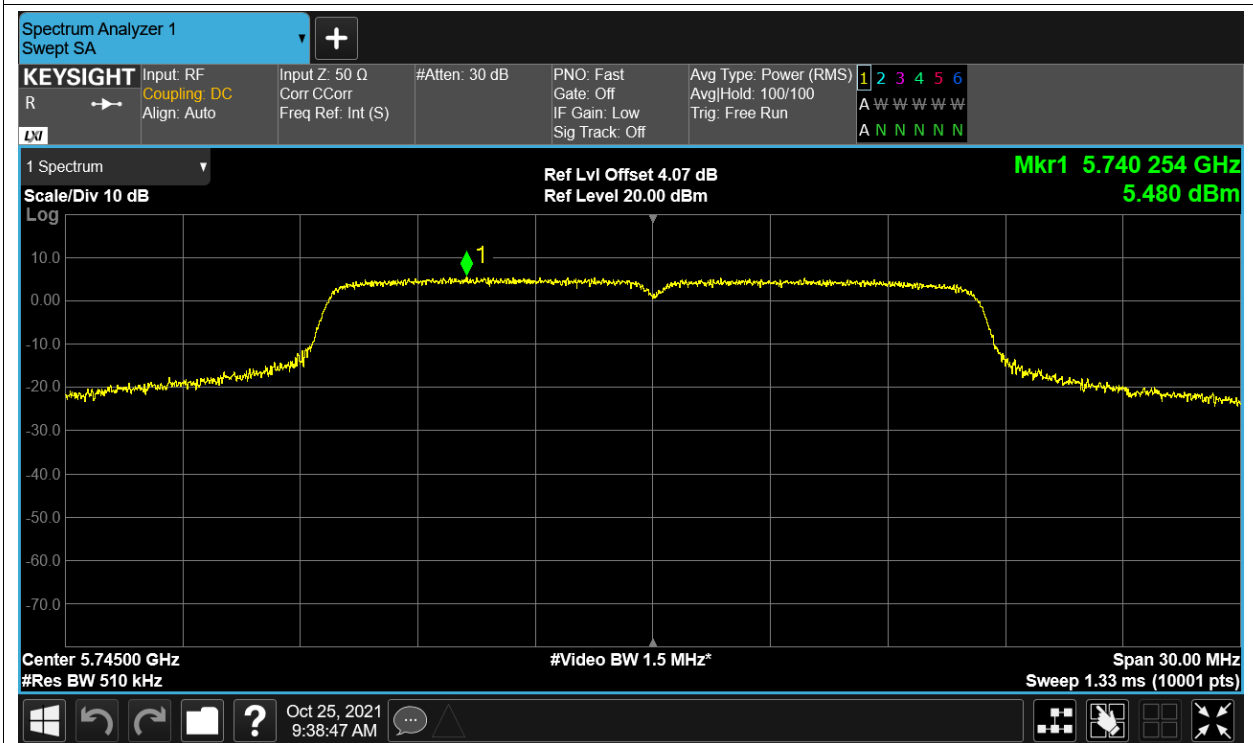 Spectrum Analyzer 1
Swept SA
+
KEYSIGHT Input: RF Input Z: 50 Ω #Atten: 30 dB PNO: Fast Avg Type: Power (RMS) 1 2 3 4 5 6
R Coupling: DC Corr CCorr Gate: Off Avg|Hold: 100/100 A W W W W W
Align: Auto Freq Ref: Int (S) IF Gain: Low Trig: Free Run
LXI Sig Track: Off A N N N N N
1 Spectrum Ref Lvl Offset 4.07 dB Mkr1 5.740 254 GHz
Scale/Div 10 dB Ref Level 20.00 dBm 5.480 dBm
Log
1
10.0
0.00
-10.0
-20.0
-30.0
-40.0
-50.0
-60.0
-70.0
Center 5.74500 GHz #Video BW 1.5 MHz* Span 30.00 MHz
#Res BW 510 kHz Sweep 1.33 ms (10001 pts)
? Oct 25, 2021
9:38:47 AM